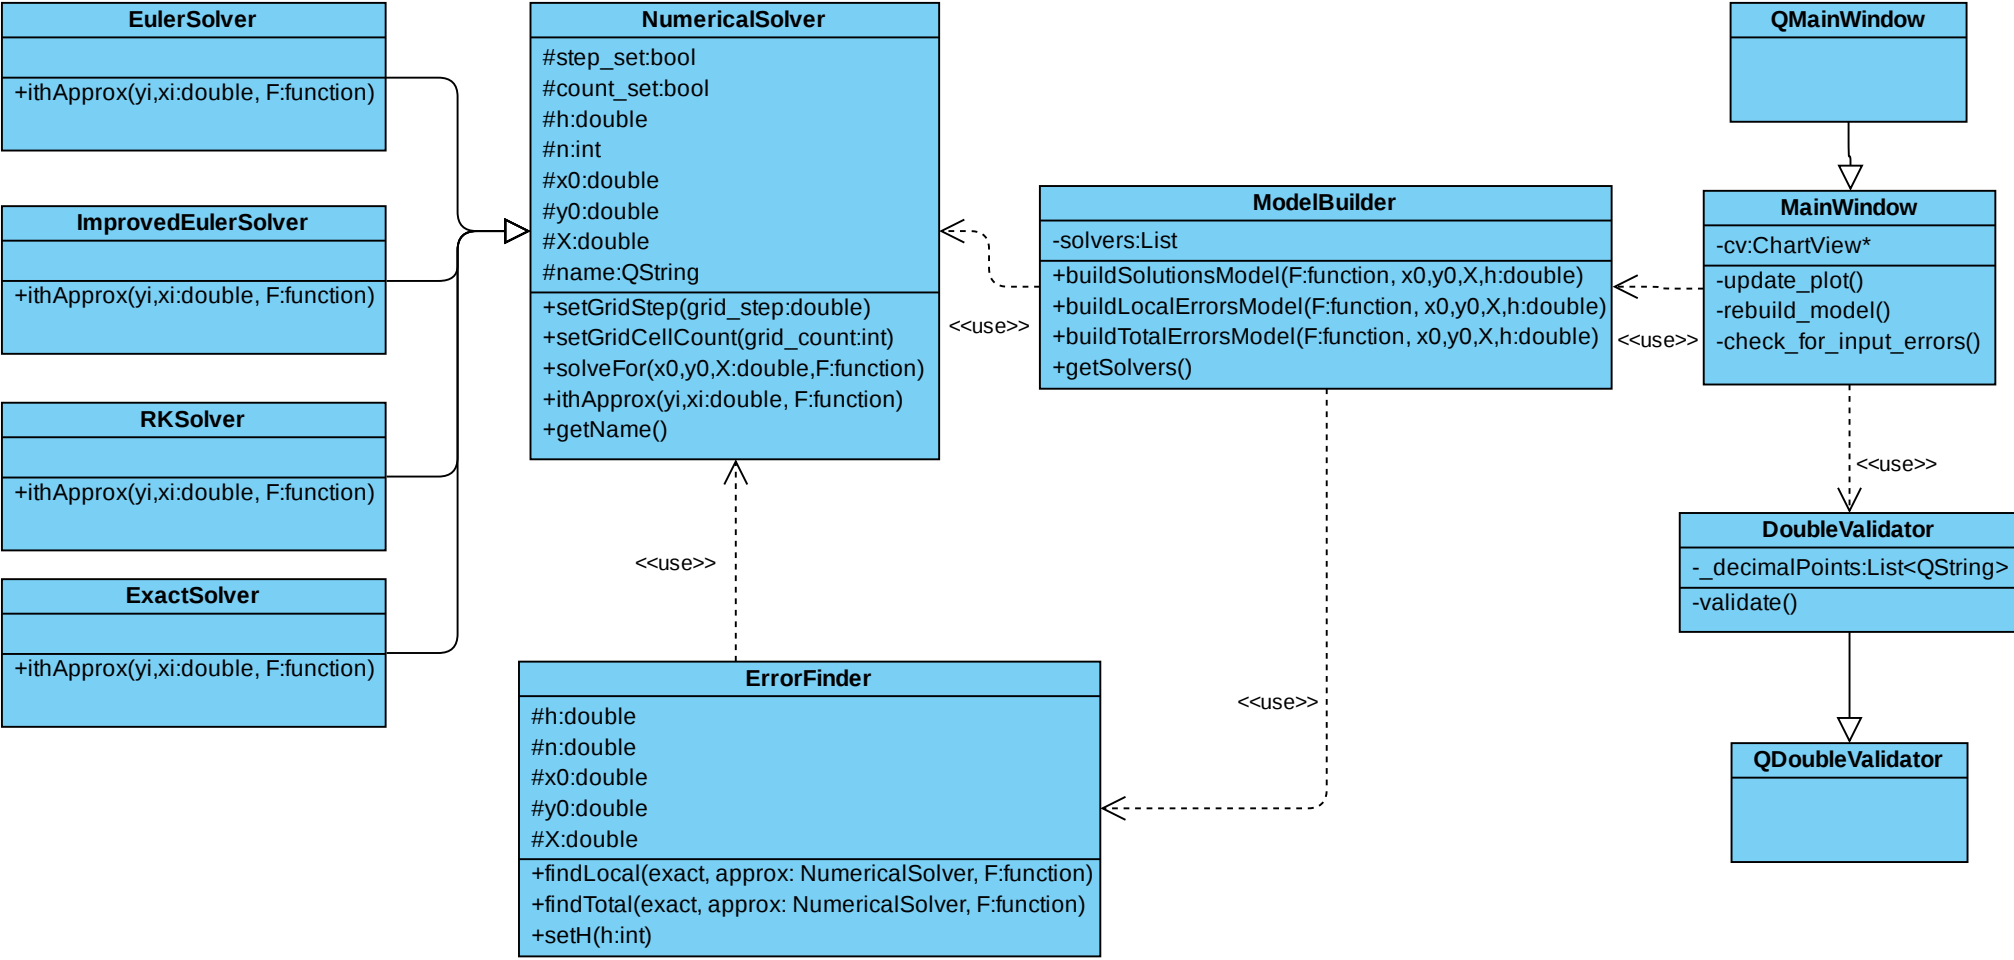 EulerSolver
+ithApprox(yi,xi:double, F:function)
ImprovedEulerSolver
+ithApprox(yi,xi:double, F:function)
RKSolver
+ithApprox(yi,xi:double, F:function)
ExactSolver
+ithApprox(yi,xi:double, F:function)
NumericalSolver
#step_set:bool
#count_set:bool
#h:double
#n:int
#x0:double
#y0:double
#X:double
#name:QString
+setGridStep(grid_step:double)
+setGridCellCount(grid_count:int)
+solveFor(x0,y0,X:double,F:function)
+ithApprox(yi,xi:double, F:function)
+getName()
<<use>>
ErrorFinder
#h:double
#n:double
#x0:double
#y0:double
#X:double
+findLocal(exact, approx: NumericalSolver, F:function)
+findTotal(exact, approx: NumericalSolver, F:function)
+setH(h:int)
<<use>>
ModelBuilder
-solvers:List
+buildSolutionsModel(F:function, x0,y0,X,h:double)
+buildLocalErrorsModel(F:function, x0,y0,X,h:double)
+buildTotalErrorsModel(F:function, x0,y0,X,h:double)
+getSolvers()
<<use>>
<<use>>
QMainWindow
MainWindow
-cv:ChartView*
-update_plot()
-rebuild_model()
-check_for_input_errors()
<<use>>
DoubleValidator
-_decimalPoints:List<QString>
-validate()
QDoubleValidator